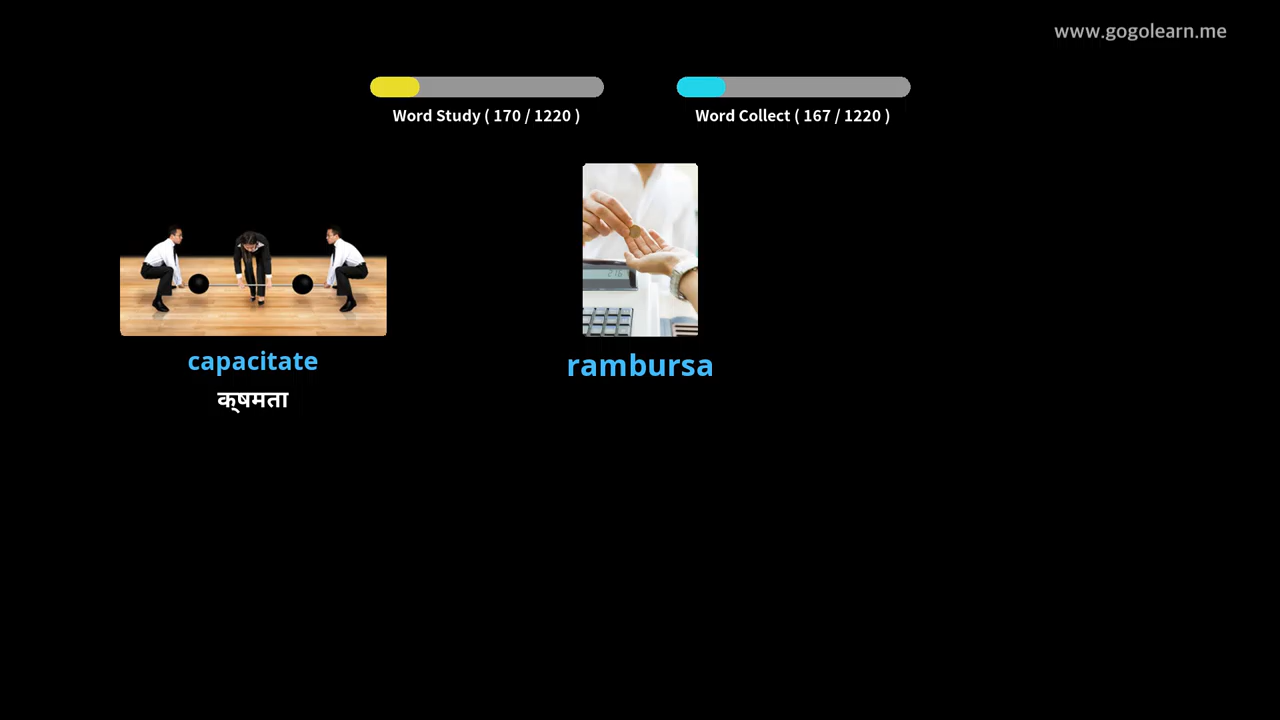 www.gogolearn.me
Word Study ( 170 / 1220 )
Word Collect ( 167 / 1220 )
capacitate
क्षमता
rambursa